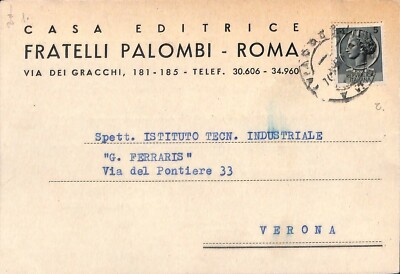 CASA EDITRICE
FRATELLI PALOMBI - ROMA
VIA DEI GRACCHI, 181-185 - TELEF. 30.606 - 34.960
5
Spett. ISTITUTO TECN. INDUSTRIALE
"G. FERRARIS"
Via del Pontiere 33
VERONA